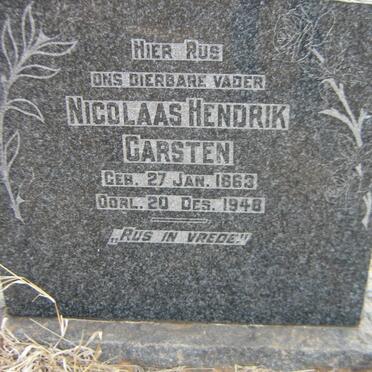 HIER RUS
ONS DIERBARE VADER
NICOLAAS HENDRIK
CARSTEN
GEB. 27 JAN. 1863
OORL. 20 DES. 1948
„RUS IN VREDE"